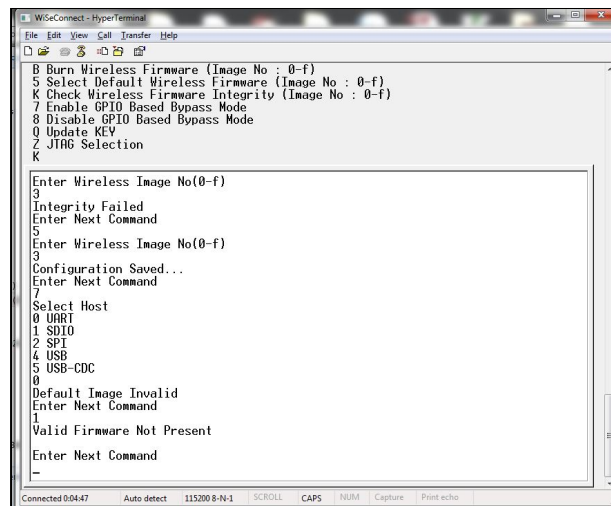 WiSeConnect - HyperTerminal
File Edit View Call Transfer Help
B Burn Wireless Firmware (Image No : 0-f)
5 Select Default Wireless Firmware (Image No : 0-f)
K Check Wireless Firmware Integrity (Image No : 0-f)
7 Enable GPIO Based Bypass Mode
8 Disable GPIO Based Bypass Mode
Q Update KEY
Z JTAG Selection
K
Enter Wireless Image No(0-f)
3
Integrity Failed
Enter Next Command
5
Enter Wireless Image No(0-f)
3
Configuration Saved...
Enter Next Command
7
Select Host
0 UART
1 SDIO
2 SPI
4 USB
5 USB-CDC
0
Default Image Invalid
Enter Next Command
1
Valid Firmware Not Present
Enter Next Command
_
Connected 0:04:47 Auto detect 115200 8-N-1 SCROLL CAPS NUM Capture Print echo